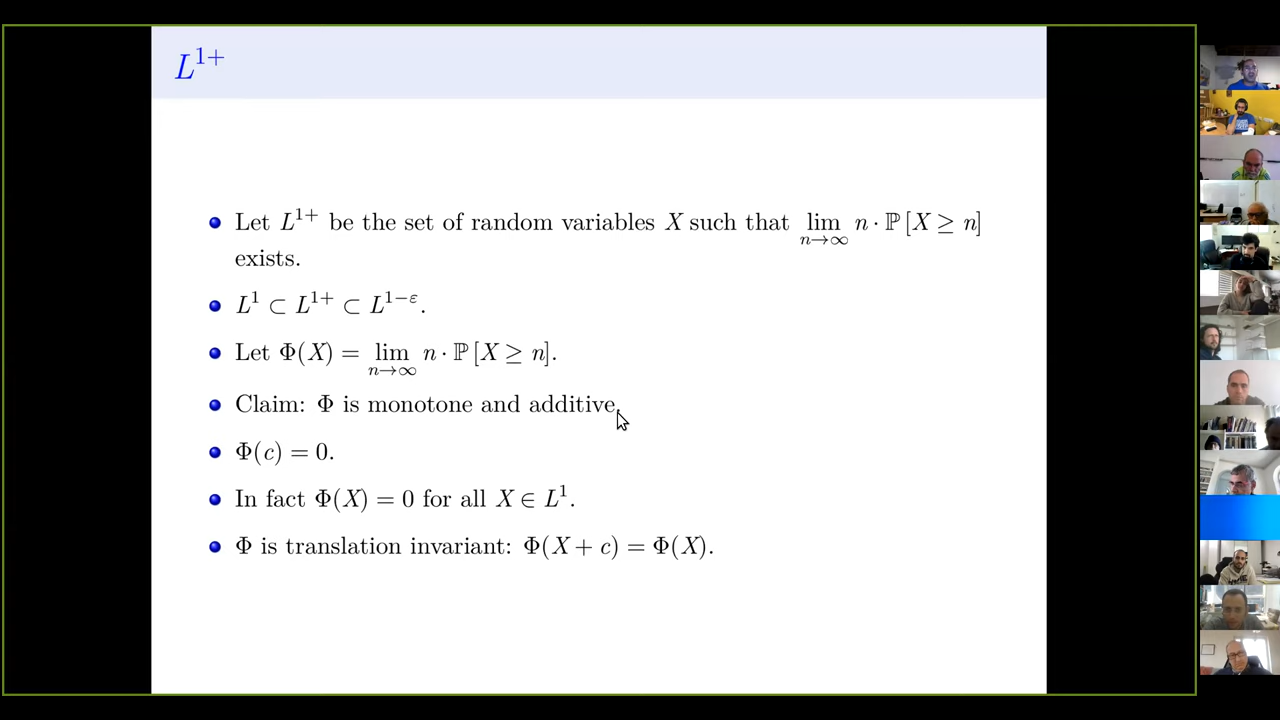 L^{1+}
Let L^{1+} be the set of random variables X such that lim_{n→∞} n · ℙ [X ≥ n]
exists.
L^1 ⊂ L^{1+} ⊂ L^{1−ε}.
Let Φ(X) = lim_{n→∞} n · ℙ [X ≥ n].
Claim: Φ is monotone and additive.
Φ(c) = 0.
In fact Φ(X) = 0 for all X ∈ L^1.
Φ is translation invariant: Φ(X + c) = Φ(X).